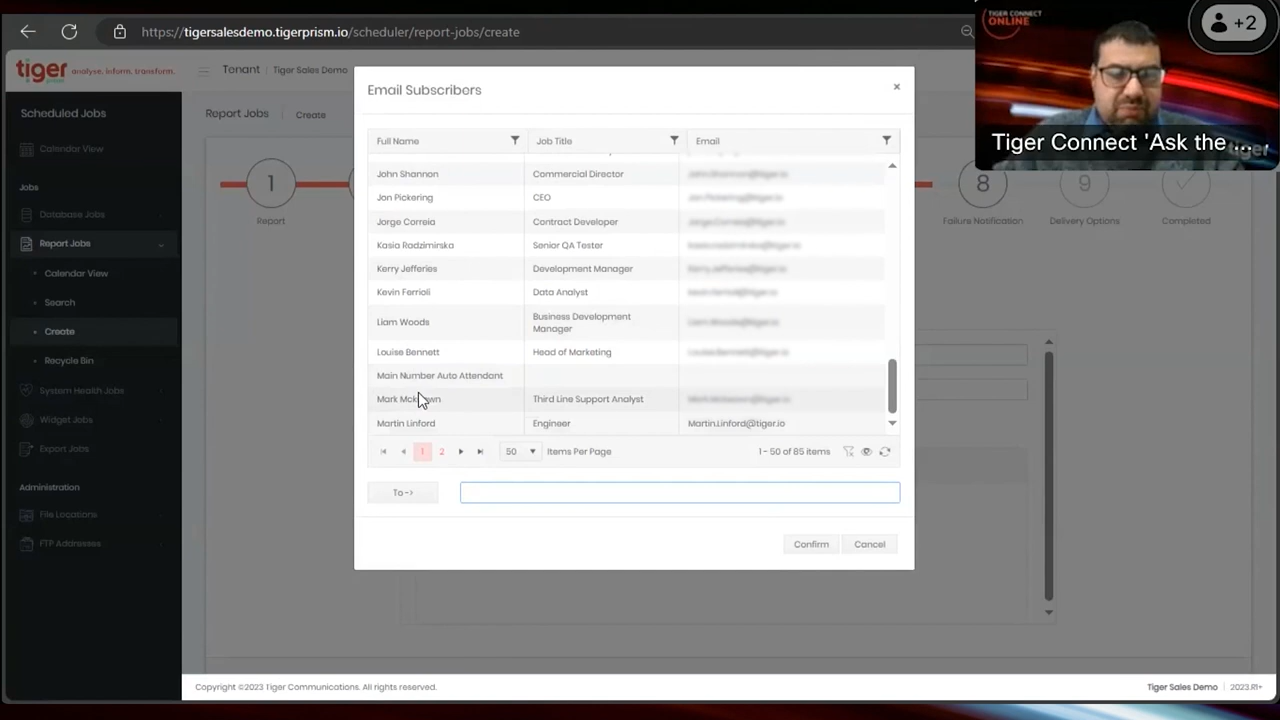 https://tigersalesdemo.tigerprism.io/scheduler/report-jobs/create
TIGER CONNECT
ONLINE
+2
Tiger Connect 'Ask the ...
tiger
tiger prism analyse. inform. transform.
Tenant Tiger Sales Demo
Scheduled Jobs
Calendar View
Jobs
Database Jobs
Report Jobs
Calendar View
Search
Create
Recycle Bin
System Health Jobs
Widget Jobs
Export Jobs
Administration
File Locations
FTP Addresses
Report Jobs Create
1
Report
8
Failure Notification
9
Delivery Options
Completed
Email Subscribers ×
Full Name Job Title Email
John Shannon Commercial Director
Jon Pickering CEO
Jorge Correia Contract Developer
Kasia Radziminska Senior QA Tester
Kerry Jefferies Development Manager
Kevin Ferrioli Data Analyst
Liam Woods Business Development
Manager
Louise Bennett Head of Marketing
Main Number Auto Attendant
Mark Third Line Support Analyst
Martin Linford Engineer Martin.Linford@tiger.io
1 2 50 Items Per Page 1 - 50 of 85 items
To ->
Confirm Cancel
Copyright ©2023 Tiger Communications. All rights reserved. Tiger Sales Demo 2023.R1+